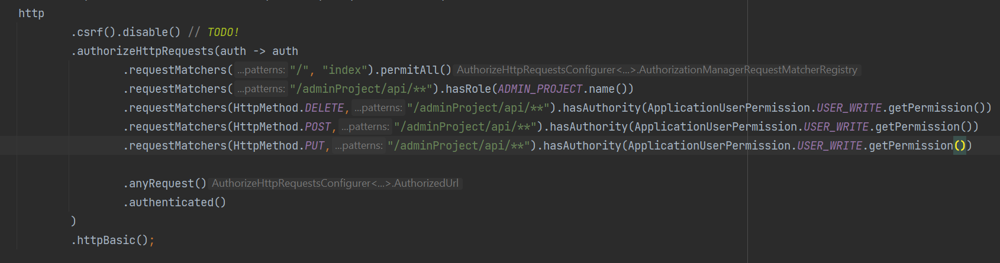 http
.csrf().disable() // TODO!
.authorizeHttpRequests(auth -> auth
.requestMatchers( ...patterns: "/", "index").permitAll() AuthorizeHttpRequestsConfigurer<...>.AuthorizationManagerRequestMatcherRegistry
.requestMatchers( ...patterns: "/adminProject/api/**").hasRole(ADMIN_PROJECT.name())
.requestMatchers(HttpMethod.DELETE, ...patterns: "/adminProject/api/**").hasAuthority(ApplicationUserPermission.USER_WRITE.getPermission())
.requestMatchers(HttpMethod.POST, ...patterns: "/adminProject/api/**").hasAuthority(ApplicationUserPermission.USER_WRITE.getPermission())
.requestMatchers(HttpMethod.PUT, ...patterns: "/adminProject/api/**").hasAuthority(ApplicationUserPermission.USER_WRITE.getPermission())
.anyRequest() AuthorizeHttpRequestsConfigurer<...>.AuthorizedUrl
.authenticated()
)
.httpBasic();